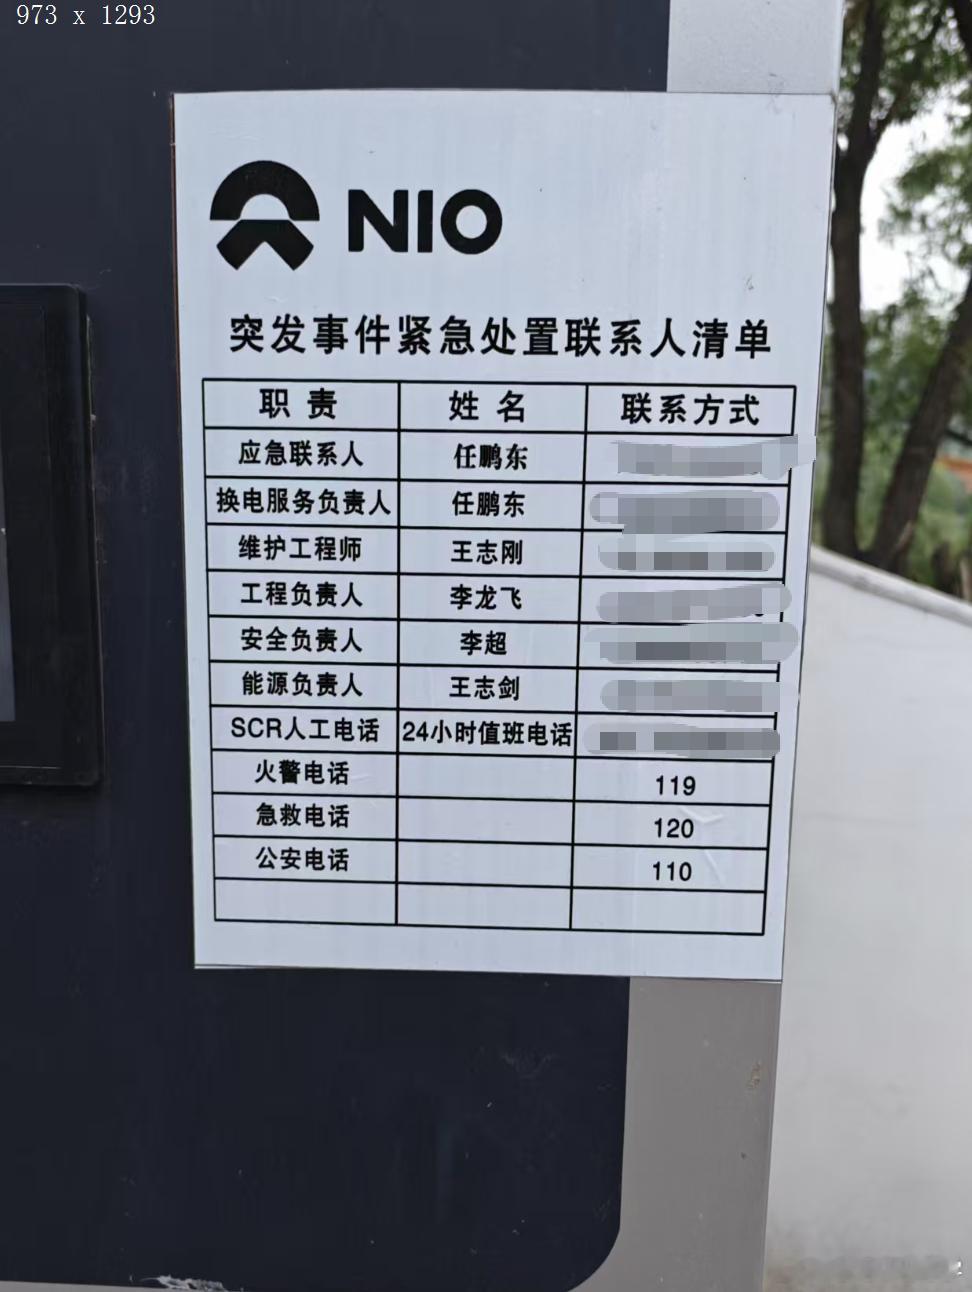 973 x 1293
NIO
突发事件紧急处置联系人清单
职责 姓名 联系方式
应急联系人 任鹏东
换电服务负责人 任鹏东
维护工程师 王志刚
工程负责人 李龙飞
安全负责人 李超
能源负责人 王志剑
SCR人工电话 24小时值班电话
火警电话 119
急救电话 120
公安电话 110